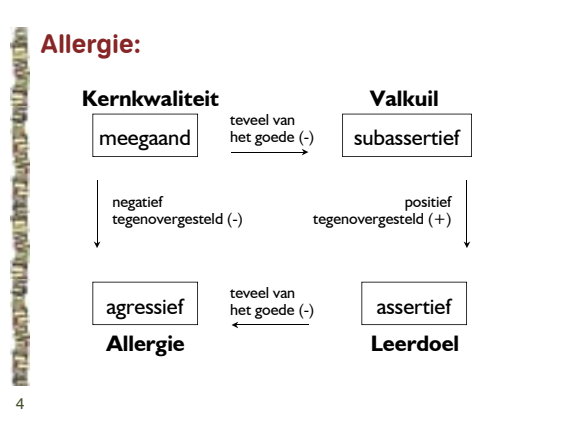 Allergie:
Kernkwaliteit
Valkuil
meegaand
teveel van
het goede (-)
subassertief
negatief
tegenovergesteld (-)
positief
tegenovergesteld (+)
agressief
teveel van
het goede (-)
assertief
Allergie
Leerdoel
4